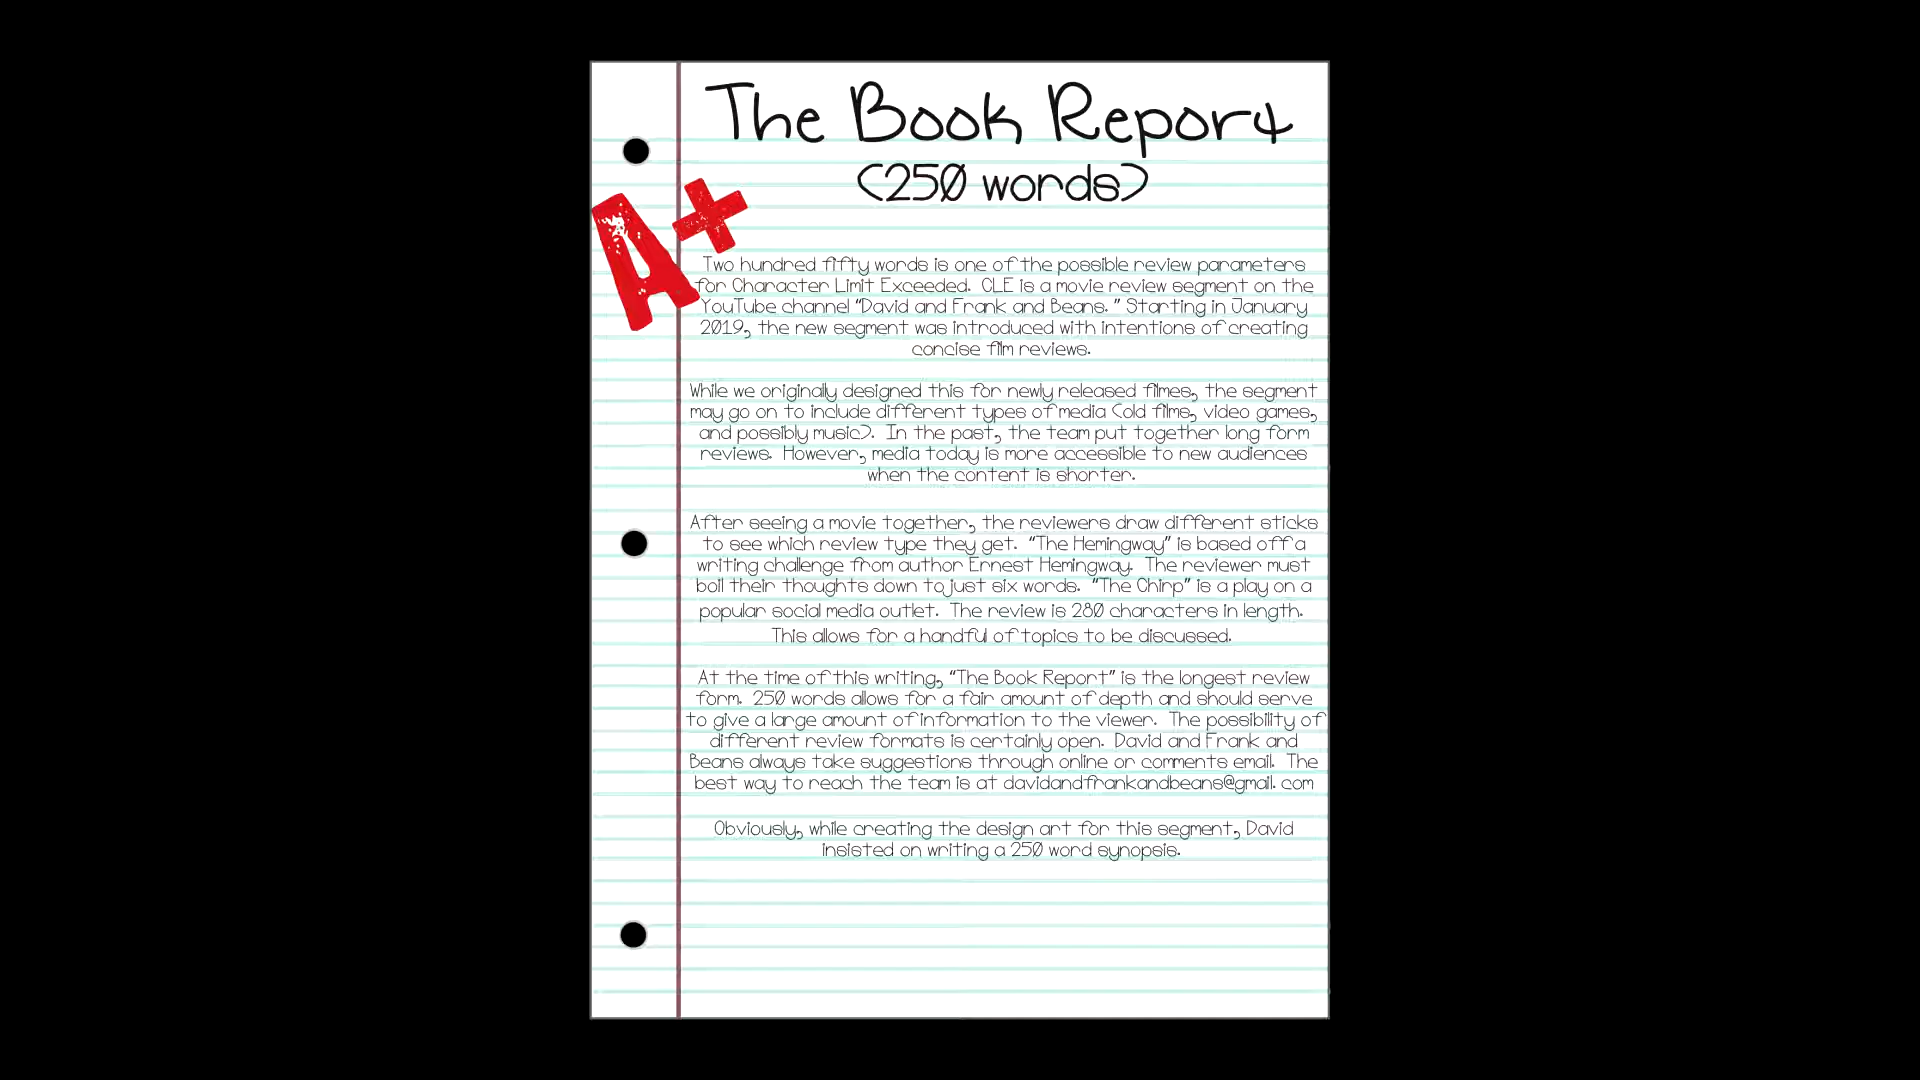 The Book Report
(250 words)
A+
Two hundred fifty words is one of the possible review parameters
for Character Limit Exceeded. CLE is a movie review segment on the
YouTube channel "David and Frank and Beans." Starting in January
2019, the new segment was introduced with intentions of creating
concise film reviews.
While we originally designed this for newly released filmes, the segment
may go on to include different types of media (old films, video games,
and possibly music). In the past, the team put together long form
reviews. However, media today is more accessible to new audiences
when the content is shorter.
After seeing a movie together, the reviewers draw different sticks
to see which review type they get. "The Hemingway" is based off a
writing challenge from author Ernest Hemingway. The reviewer must
boil their thoughts down to just six words. "The Chirp" is a play on a
popular social media outlet. The review is 280 characters in length.
This allows for a handful of topics to be discussed.
At the time of this writing, "The Book Report" is the longest review
form. 250 words allows for a fair amount of depth and should serve
to give a large amount of information to the viewer. The possibility of
different review formats is certainly open. David and Frank and
Beans always take suggestions through online or comments email. The
best way to reach the team is at davidandfrankandbeans@gmail.com
Obviously, while creating the design art for this segment, David
insisted on writing a 250 word synopsis.